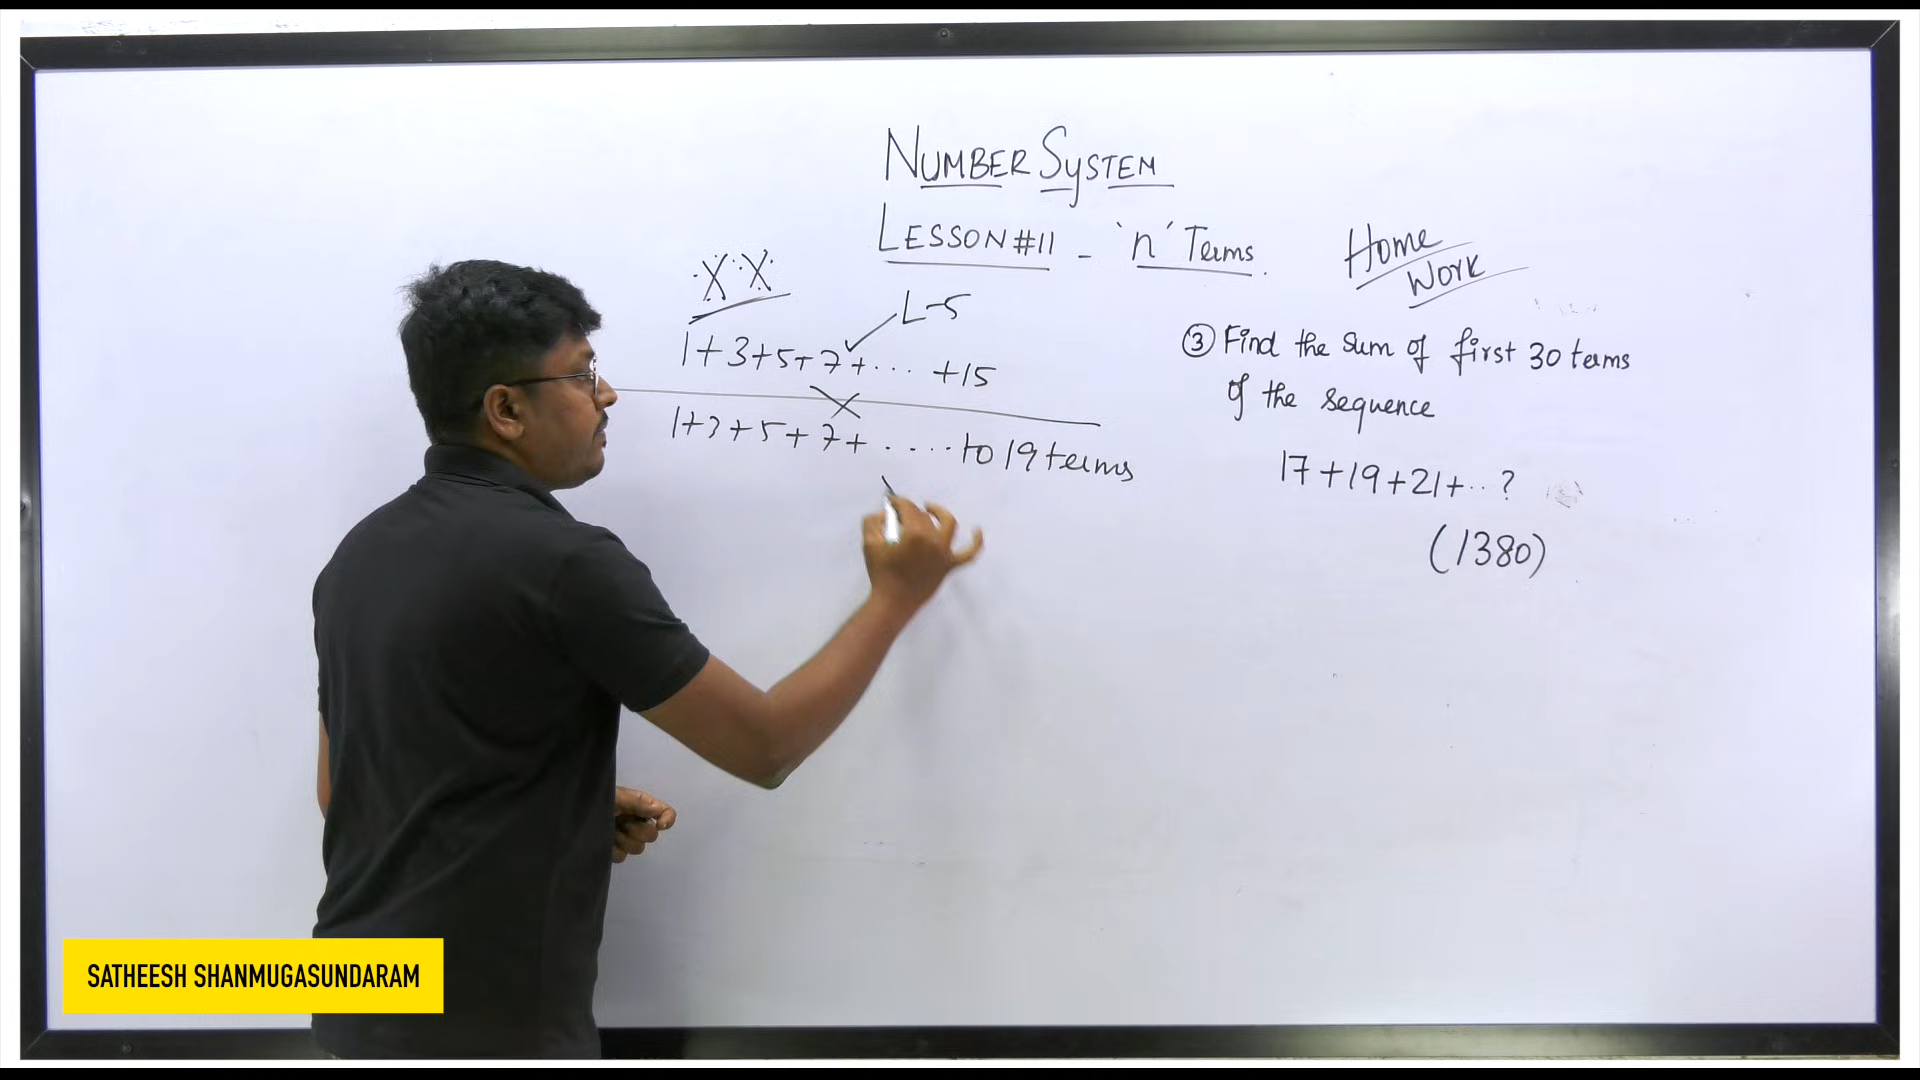 NUMBER SYSTEM
LESSON #11 - 'n' Terms.
L-5
1+3+5+7+... +15
1+3+5+7+.....to 19 terms
Home
Work
③ Find the sum of first 30 terms
of the sequence
17+19+21+...?
(1380)
SATHEESH SHANMUGASUNDARAM